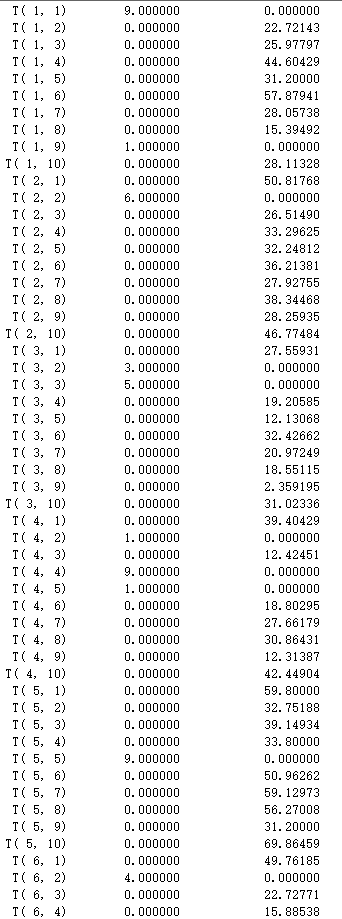 T( 1, 1) 9.000000 0.000000
T( 1, 2) 0.000000 22.72143
T( 1, 3) 0.000000 25.97797
T( 1, 4) 0.000000 44.60429
T( 1, 5) 0.000000 31.20000
T( 1, 6) 0.000000 57.87941
T( 1, 7) 0.000000 28.05738
T( 1, 8) 0.000000 15.39492
T( 1, 9) 1.000000 0.000000
T( 1, 10) 0.000000 28.11328
T( 2, 1) 0.000000 50.81768
T( 2, 2) 6.000000 0.000000
T( 2, 3) 0.000000 26.51490
T( 2, 4) 0.000000 33.29625
T( 2, 5) 0.000000 32.24812
T( 2, 6) 0.000000 36.21381
T( 2, 7) 0.000000 27.92755
T( 2, 8) 0.000000 38.34468
T( 2, 9) 0.000000 28.25935
T( 2, 10) 0.000000 46.77484
T( 3, 1) 0.000000 27.55931
T( 3, 2) 3.000000 0.000000
T( 3, 3) 5.000000 0.000000
T( 3, 4) 0.000000 19.20585
T( 3, 5) 0.000000 12.13068
T( 3, 6) 0.000000 32.42662
T( 3, 7) 0.000000 20.97249
T( 3, 8) 0.000000 18.55115
T( 3, 9) 0.000000 2.359195
T( 3, 10) 0.000000 31.02336
T( 4, 1) 0.000000 39.40429
T( 4, 2) 1.000000 0.000000
T( 4, 3) 0.000000 12.42451
T( 4, 4) 9.000000 0.000000
T( 4, 5) 1.000000 0.000000
T( 4, 6) 0.000000 18.80295
T( 4, 7) 0.000000 27.66179
T( 4, 8) 0.000000 30.86431
T( 4, 9) 0.000000 12.31387
T( 4, 10) 0.000000 42.44904
T( 5, 1) 0.000000 59.80000
T( 5, 2) 0.000000 32.75188
T( 5, 3) 0.000000 39.14934
T( 5, 4) 0.000000 33.80000
T( 5, 5) 9.000000 0.000000
T( 5, 6) 0.000000 50.96262
T( 5, 7) 0.000000 59.12973
T( 5, 8) 0.000000 56.27008
T( 5, 9) 0.000000 31.20000
T( 5, 10) 0.000000 69.86459
T( 6, 1) 0.000000 49.76185
T( 6, 2) 4.000000 0.000000
T( 6, 3) 0.000000 22.72771
T( 6, 4) 0.000000 15.88538